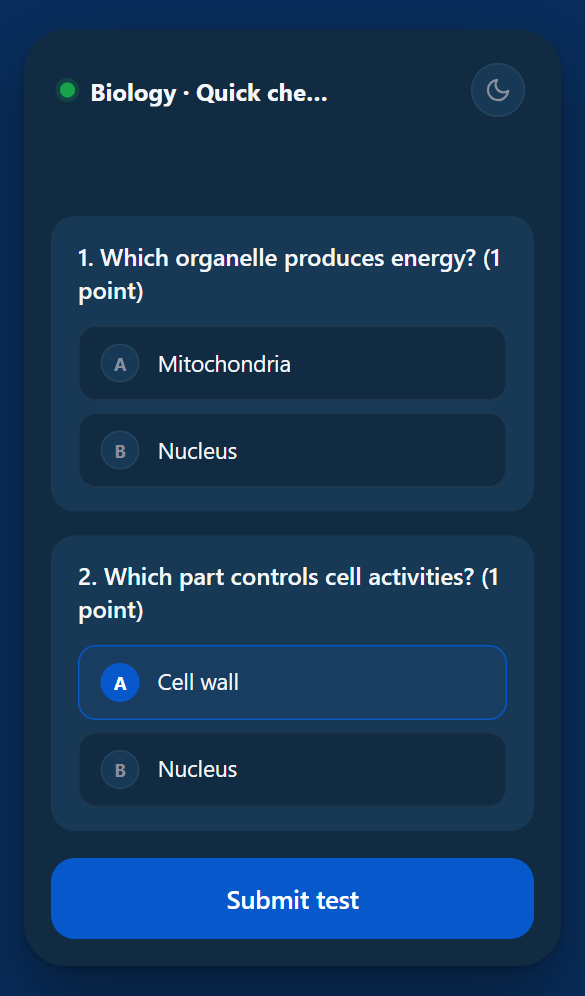 Biology · Quick che...
1. Which organelle produces energy? (1
point)
A Mitochondria
B Nucleus
2. Which part controls cell activities? (1
point)
A Cell wall
B Nucleus
Submit test